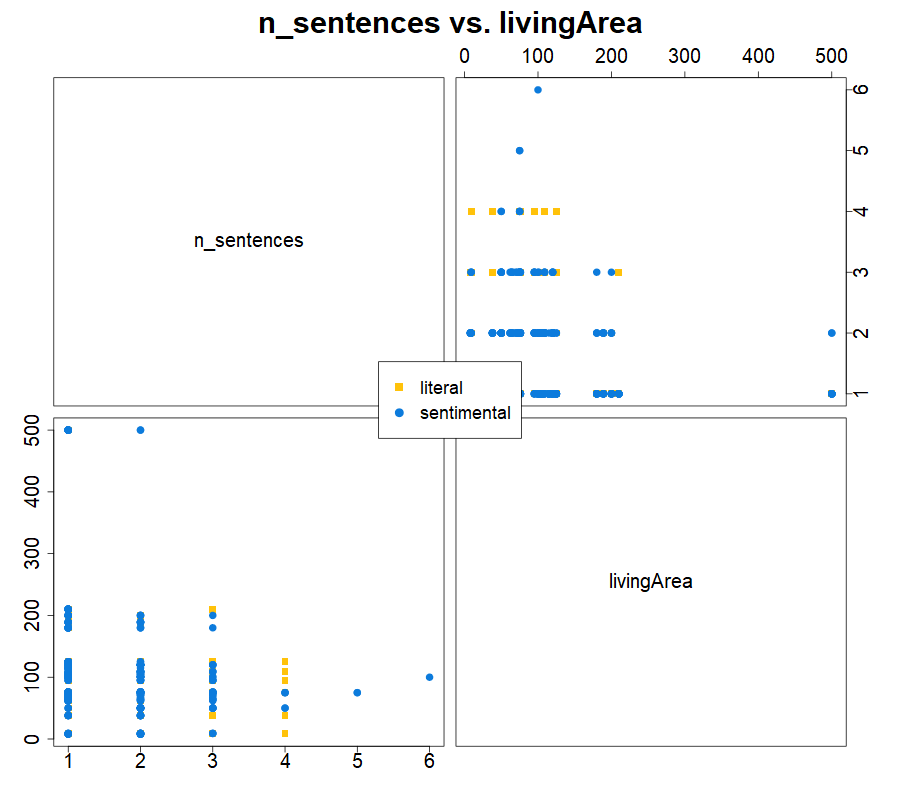 n_sentences vs. livingArea
0 100 200 300 400 500
n_sentences
6
5
4
3
2
1
literal
sentimental
500
400
300
200
100
0
livingArea
1 2 3 4 5 6